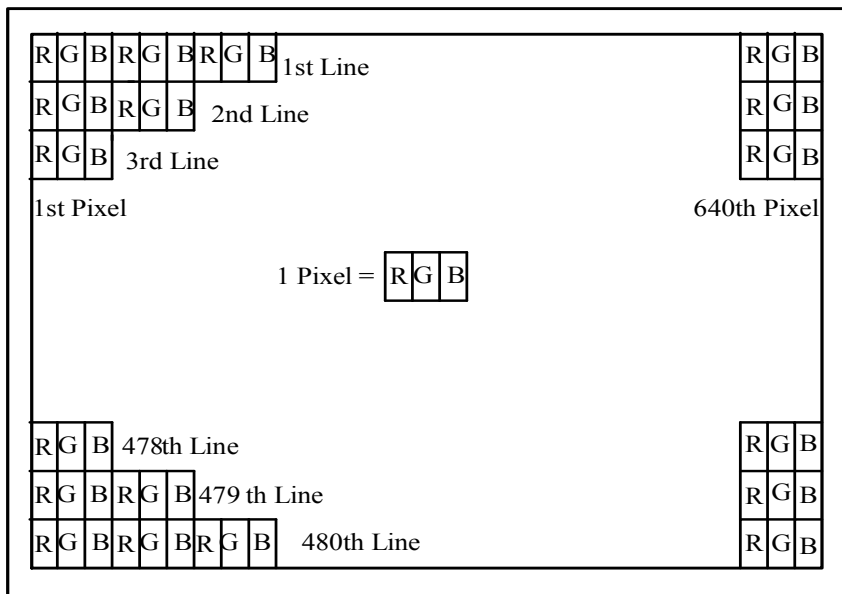 R G B R G B R G B 1st Line R G B
R G B R G B 2nd Line R G B
R G B 3rd Line R G B
1st Pixel 640th Pixel
1 Pixel = R G B
R G B 478th Line R G B
R G B R G B 479 th Line R G B
R G B R G B R G B 480th Line R G B